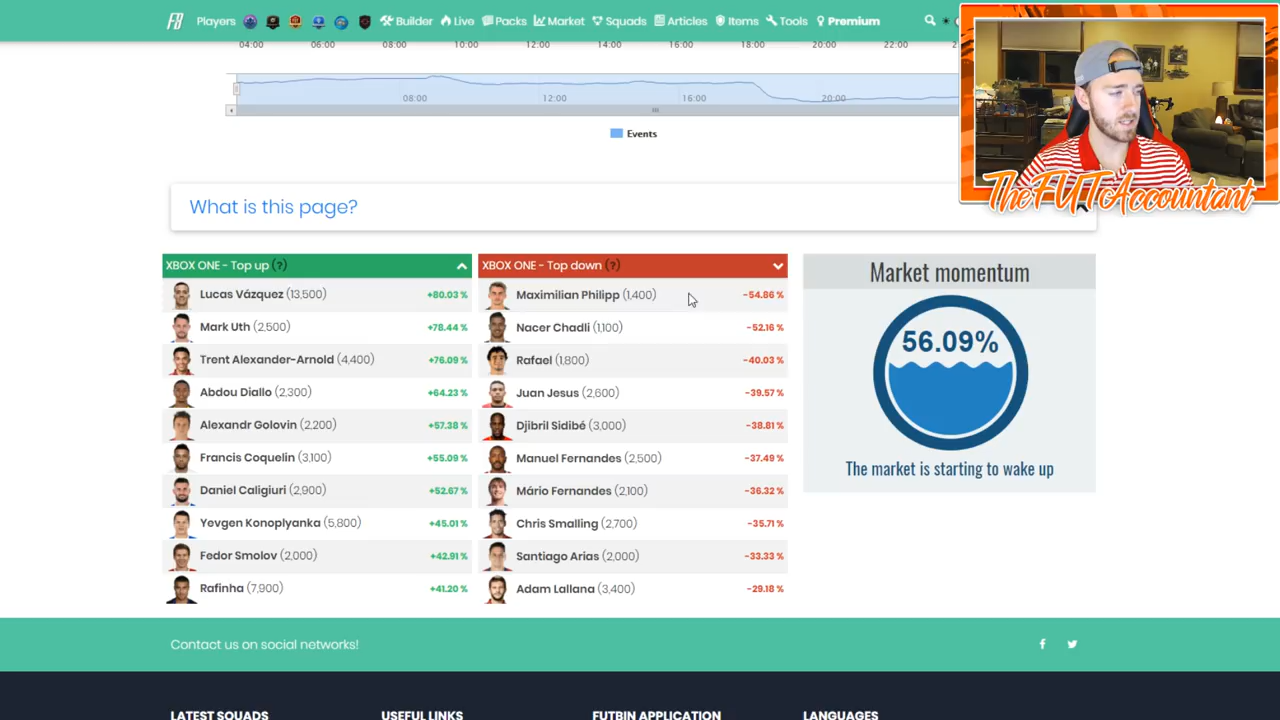 FB Players Builder Live Packs Market Squads Articles Items Tools Premium
04:00 06:00 08:00 10:00 12:00 14:00 16:00 18:00 20:00 22:00
08:00 12:00 16:00 20:00
Events
TheFUTAccountant
What is this page?
XBOX ONE - Top up (?)
Lucas Vázquez (13,500) +80.03 %
Mark Uth (2,500) +78.44 %
Trent Alexander-Arnold (4,400) +76.09 %
Abdou Diallo (2,300) +64.23 %
Alexandr Golovin (2,200) +57.38 %
Francis Coquelin (3,100) +55.09 %
Daniel Caligiuri (2,900) +52.67 %
Yevgen Konoplyanka (5,800) +45.01 %
Fedor Smolov (2,000) +42.91 %
Rafinha (7,900) +41.20 %
XBOX ONE - Top down (?)
Maximilian Philipp (1,400) -54.86 %
Nacer Chadli (1,100) -52.16 %
Rafael (1,800) -40.03 %
Juan Jesus (2,600) -39.57 %
Djibril Sidibé (3,000) -38.81 %
Manuel Fernandes (2,500) -37.49 %
Mário Fernandes (2,100) -36.32 %
Chris Smalling (2,700) -35.71 %
Santiago Arias (2,000) -33.33 %
Adam Lallana (3,400) -29.18 %
Market momentum
56.09%
The market is starting to wake up
Contact us on social networks!
LATEST SQUADS USEFUL LINKS FUTBIN APPLICATION LANGUAGES